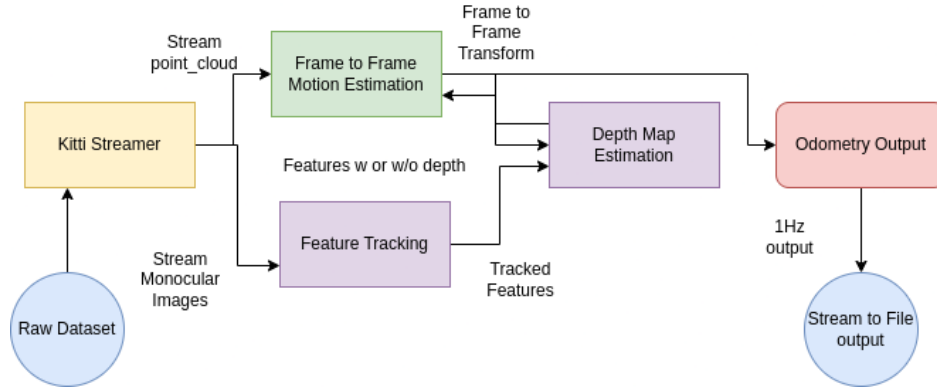 Stream
point_cloud
Frame to Frame
Motion Estimation
Frame to
Frame
Transform
Kitti Streamer
Depth Map
Estimation
Odometry Output
Features w or w/o depth
Feature Tracking
Stream
Monocular
Images
Tracked
Features
1Hz
output
Raw Dataset
Stream to File
output